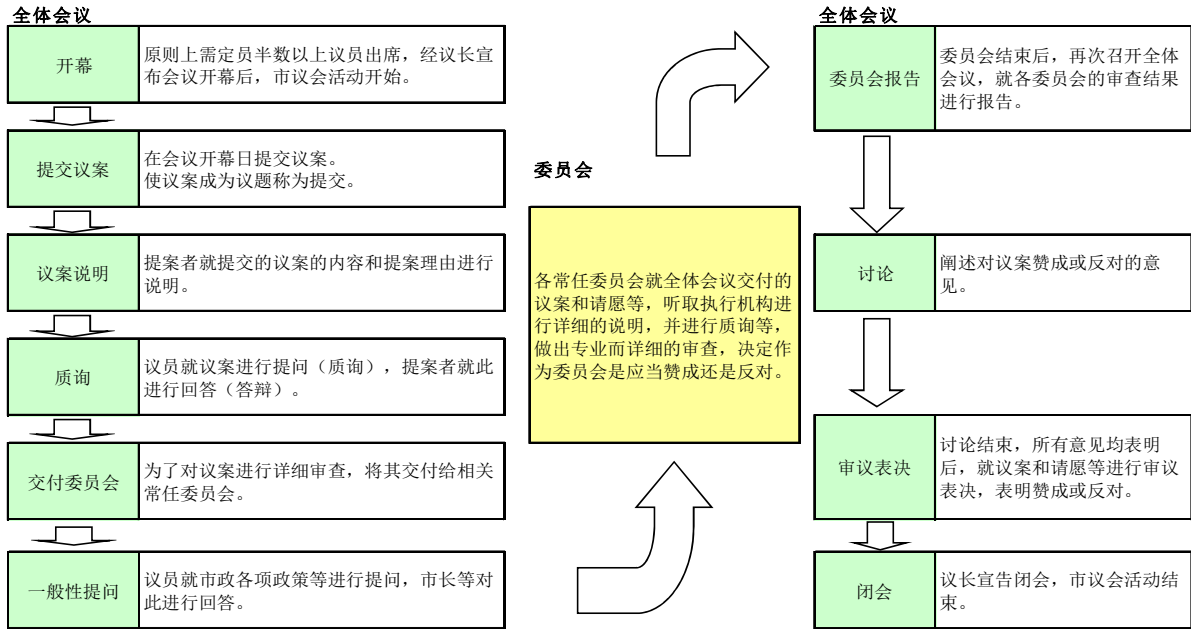 全体会议
开幕
原则上需定员半数以上议员出席，经议长宣
布会议开幕后，市议会活动开始。
提交议案
在会议开幕日提交议案。
使议案成为议题称为提交。
议案说明
提案者就提交的议案的内容和提案理由进行
说明。
质询
议员就议案进行提问（质询），提案者就此
进行回答（答辩）。
交付委员会
为了对议案进行详细审查，将其交付给相关
常任委员会。
一般性提问
议员就市政各项政策等进行提问，市长等对
此进行回答。
委员会
各常任委员会就全体会议交付的
议案和请愿等，听取执行机构进
行详细的说明，并进行质询等，
做出专业而详细的审查，决定作
为委员会是应当赞成还是反对。
全体会议
委员会报告
委员会结束后，再次召开全体
会议，就各委员会的审查结果
进行报告。
讨论
阐述对议案赞成或反对的意
见。
审议表决
讨论结束，所有意见均表明
后，就议案和请愿等进行审议
表决，表明赞成或反对。
闭会
议长宣告闭会，市议会活动结
束。